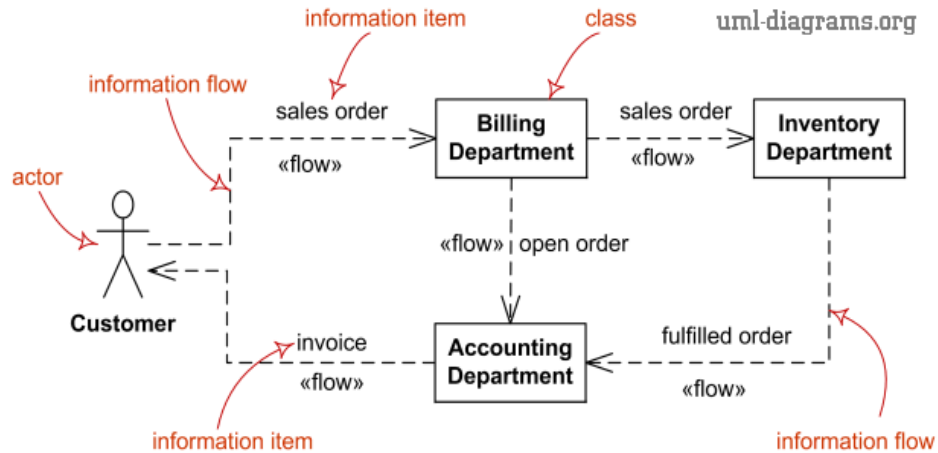 information item
class
uml-diagrams.org
information flow
sales order
«flow»
Billing
Department
sales order
«flow»
Inventory
Department
actor
Customer
«flow» open order
invoice
«flow»
Accounting
Department
fulfilled order
«flow»
information item
information flow